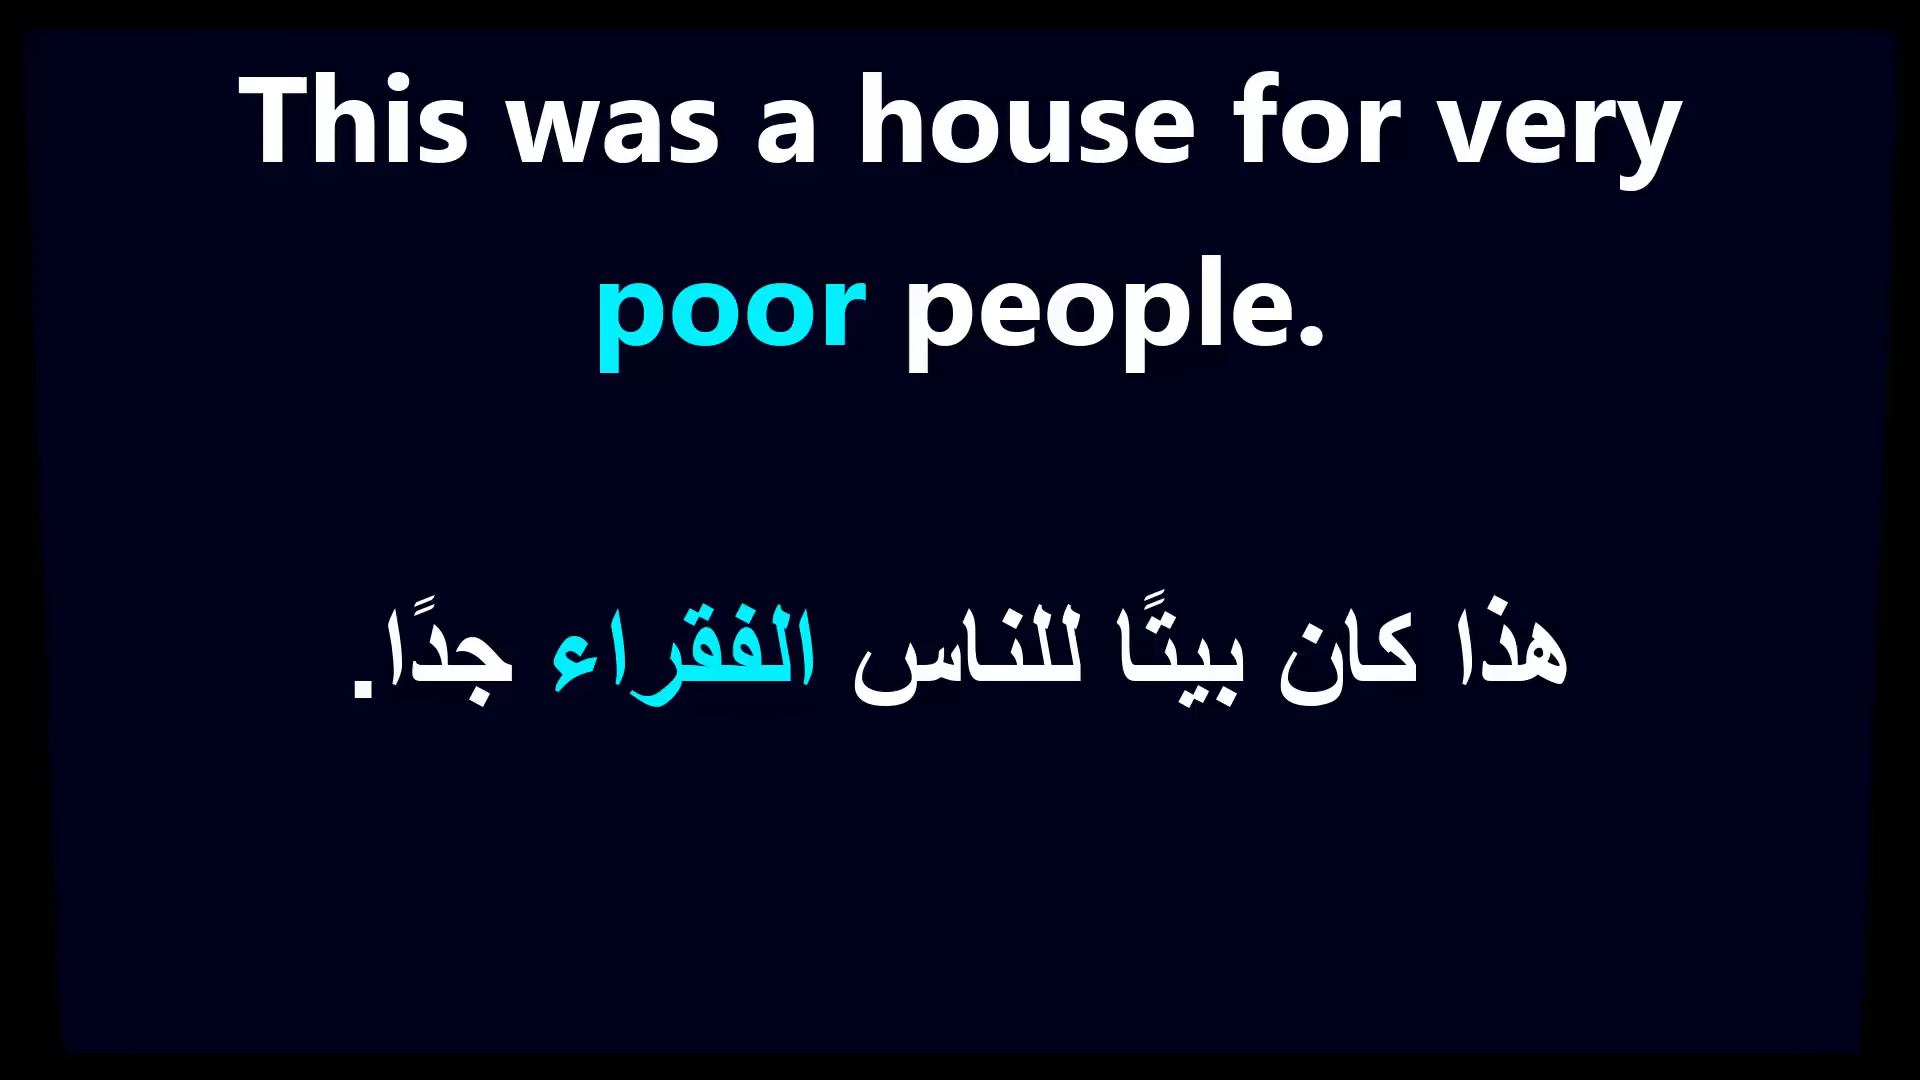 This was a house for very
poor people.
هذا كان بيتًا للناس الفقراء جدًا.